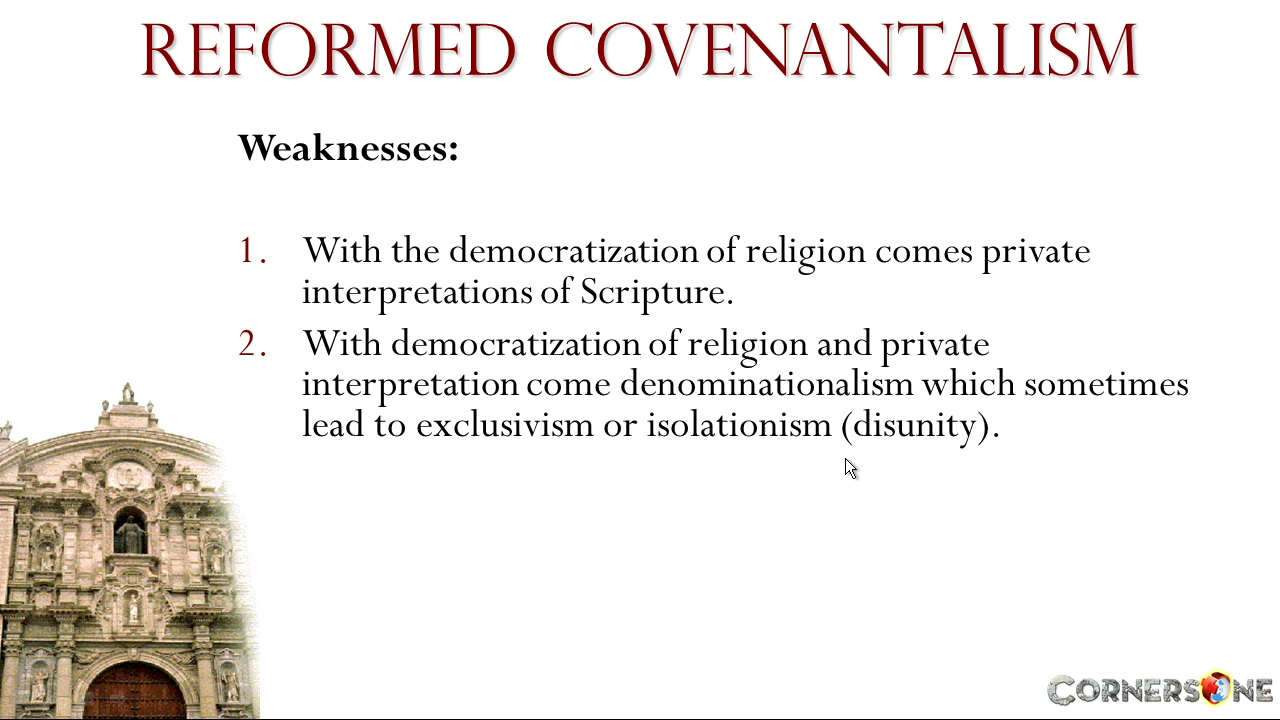 REFORMED COVENANTALISM
Weaknesses:
1. With the democratization of religion comes private
interpretations of Scripture.
2. With democratization of religion and private
interpretation come denominationalism which sometimes
lead to exclusivism or isolationism (disunity).
CORNERSONE